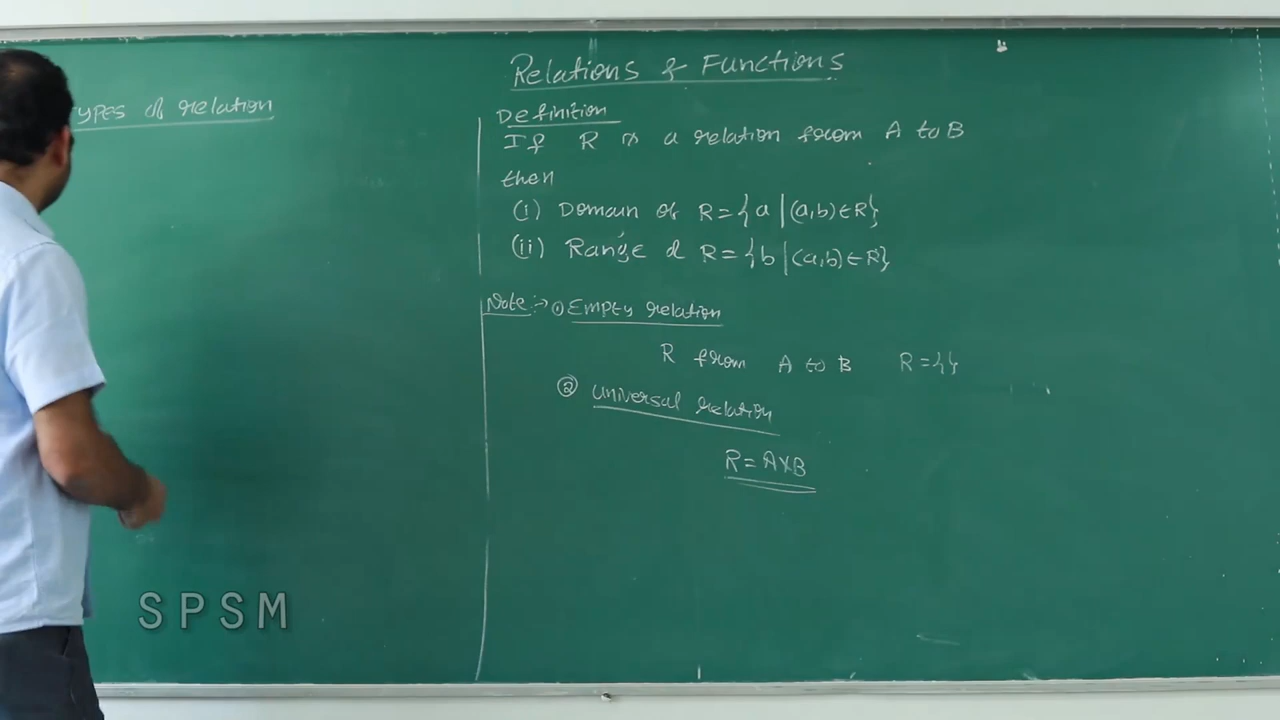 Relations & Functions
ypes of relation
Definition
If R is a relation from A to B
then
(i) Domain of R = {a | (a,b) ∈ R}
(ii) Range of R = {b | (a,b) ∈ R}
Note :→ ① Empty relation
R from A to B R = {}
② Universal relation
R = A×B
SPSM